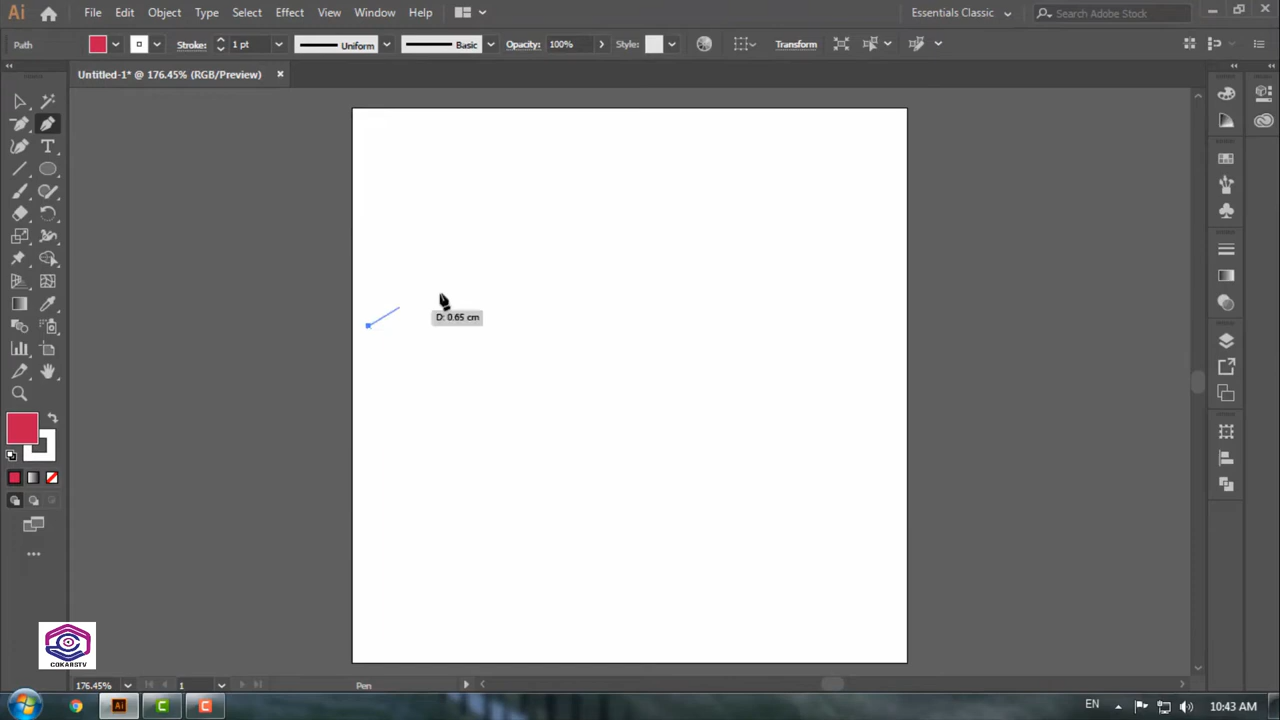 Ai File Edit Object Type Select Effect View Window Help Essentials Classic Search Adobe Stock
Path Stroke: 1 pt Uniform Basic Opacity: 100% Style: Transform
Untitled-1* @ 176.45% (RGB/Preview) ×
D: 0.65 cm
COKARSTV
176.45% 1 Pen
Ai C C EN 10:43 AM